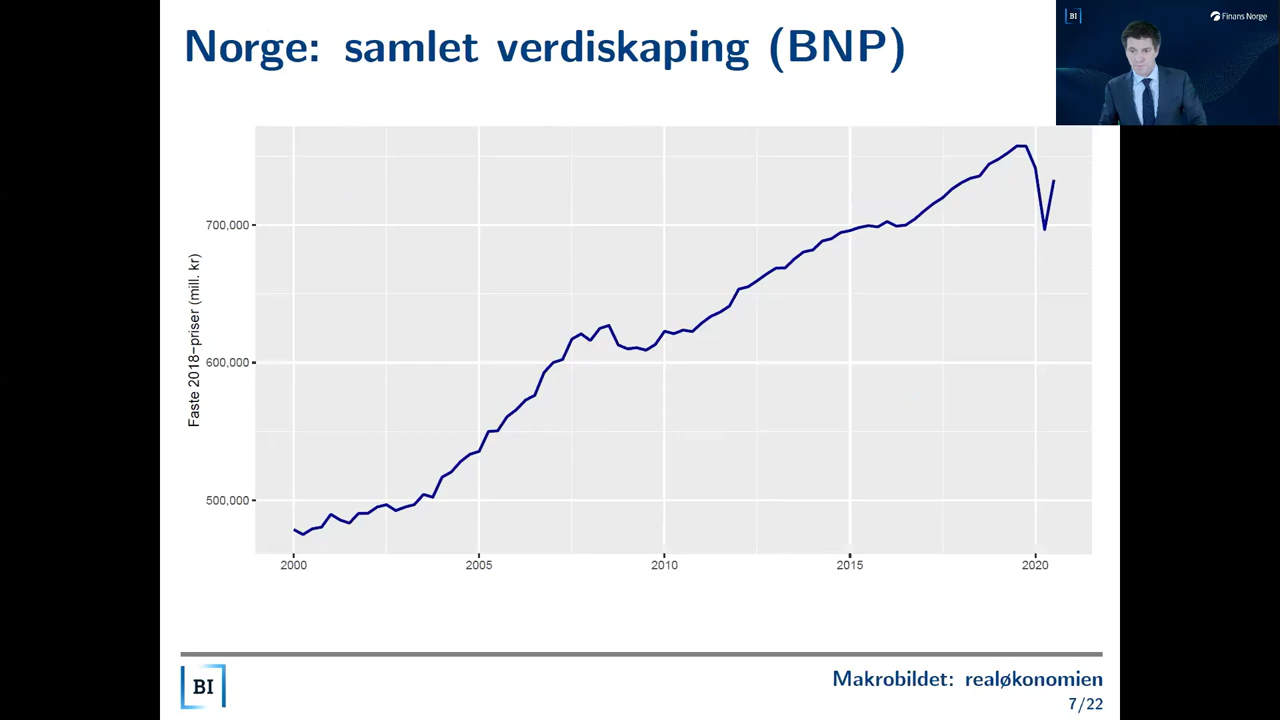 Norge: samlet verdiskaping (BNP)
BI
Finans Norge
Faste 2018−priser (mill. kr)
700,000
600,000
500,000
2000
2005
2010
2015
2020
BI
Makrobildet: realøkonomien
7/22